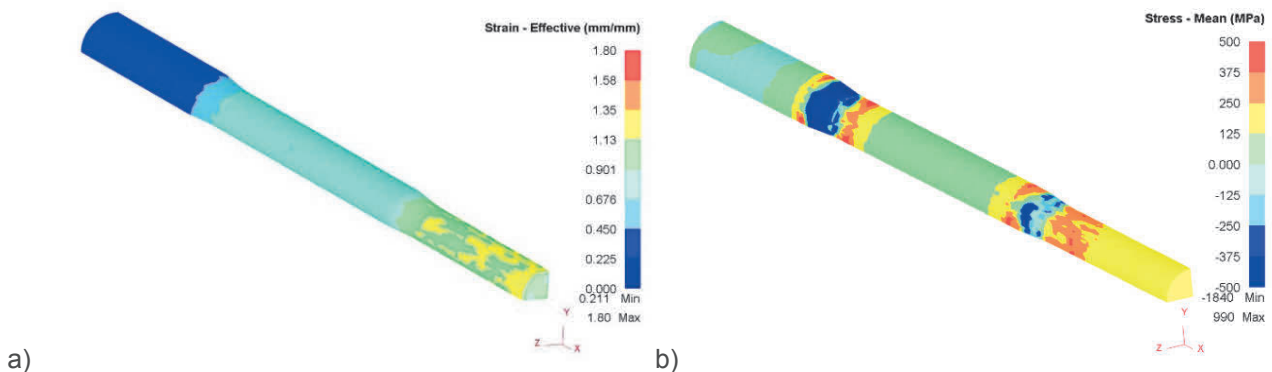 Strain - Effective (mm/mm)
1.80
1.58
1.35
1.13
0.901
0.676
0.450
0.225
0.000
0.211 Min
1.80 Max
Y
Z
X
a)
Stress - Mean (MPa)
500
375
250
125
0.000
-125
-250
-375
-500
-1840 Min
990 Max
Y
Z
X
b)